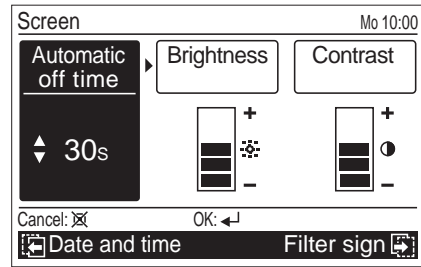 Screen Mo 10:00
Automatic off time
Brightness
Contrast
30s
+ +
– –
Cancel: OK:
Date and time Filter sign